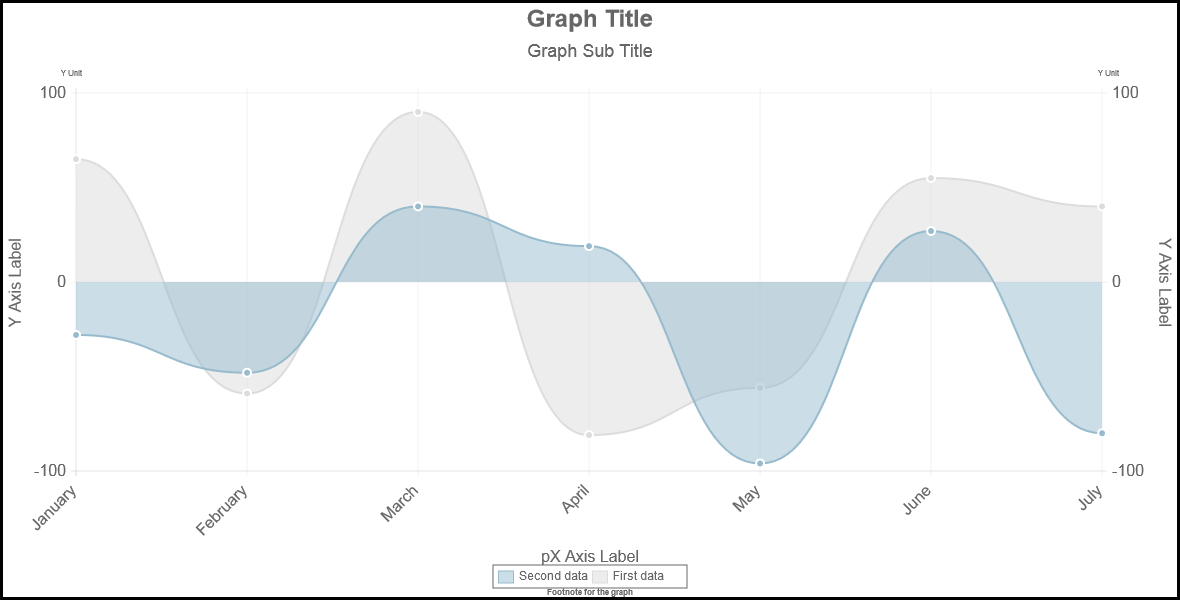 Graph Title
Graph Sub Title
Y Unit
Y Unit
100
100
Y Axis Label
0
0
Y Axis Label
-100
-100
January
February
March
April
May
June
July
pX Axis Label
Second data
First data
Footnote for the graph